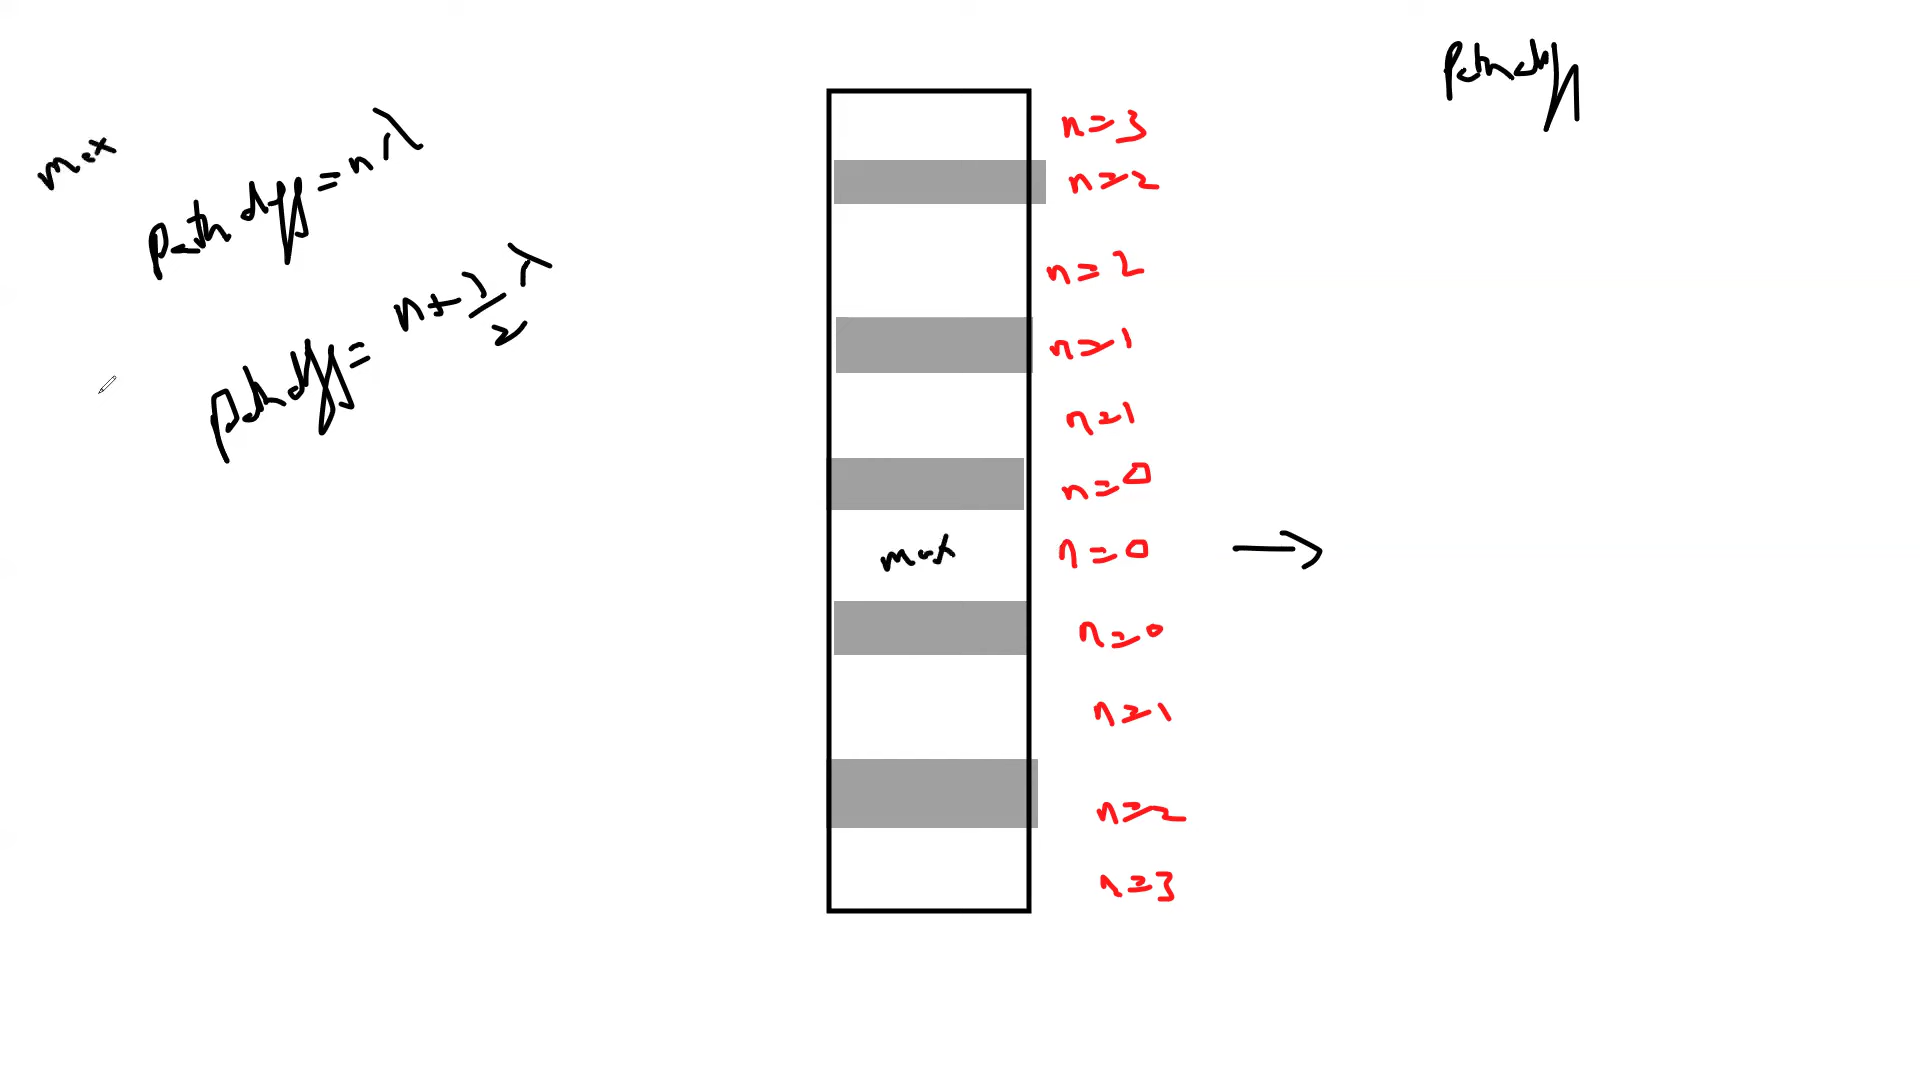 max
path diff = nλ
path diff = n+1/2 λ
path diff
n=3
n=2
n=2
n=1
n=1
n=0
max
n=0
→
n=0
n=1
n=2
n=3